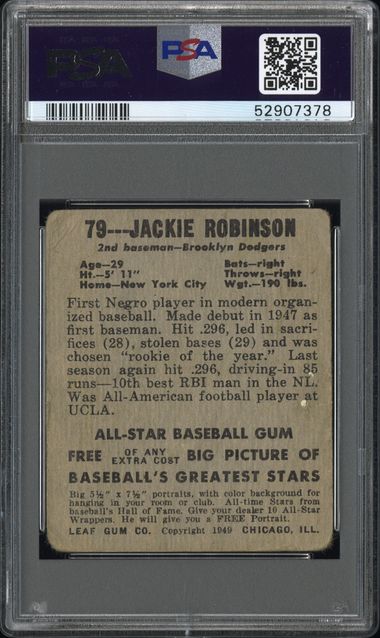 PSA
PSA
52907378
79---JACKIE ROBINSON
2nd baseman—Brooklyn Dodgers
Age—29 Bats—right
Ht.—5' 11" Throws—right
Home—New York City Wgt.—190 lbs.
First Negro player in modern organ-
ized baseball. Made debut in 1947 as
first baseman. Hit .296, led in sacri-
fices (28), stolen bases (29) and was
chosen "rookie of the year." Last
season again hit .296, driving-in 85
runs—10th best RBI man in the NL.
Was All-American football player at
UCLA.
ALL-STAR BASEBALL GUM
FREE OF ANY EXTRA COST BIG PICTURE OF
BASEBALL'S GREATEST STARS
Big 5½" x 7½" portraits, with color background for
hanging in your room or club. All-time Stars from
baseball's Hall of Fame. Give your dealer 10 All-Star
Wrappers. He will give you a FREE Portrait.
LEAF GUM CO. Copyright 1949 CHICAGO, ILL.